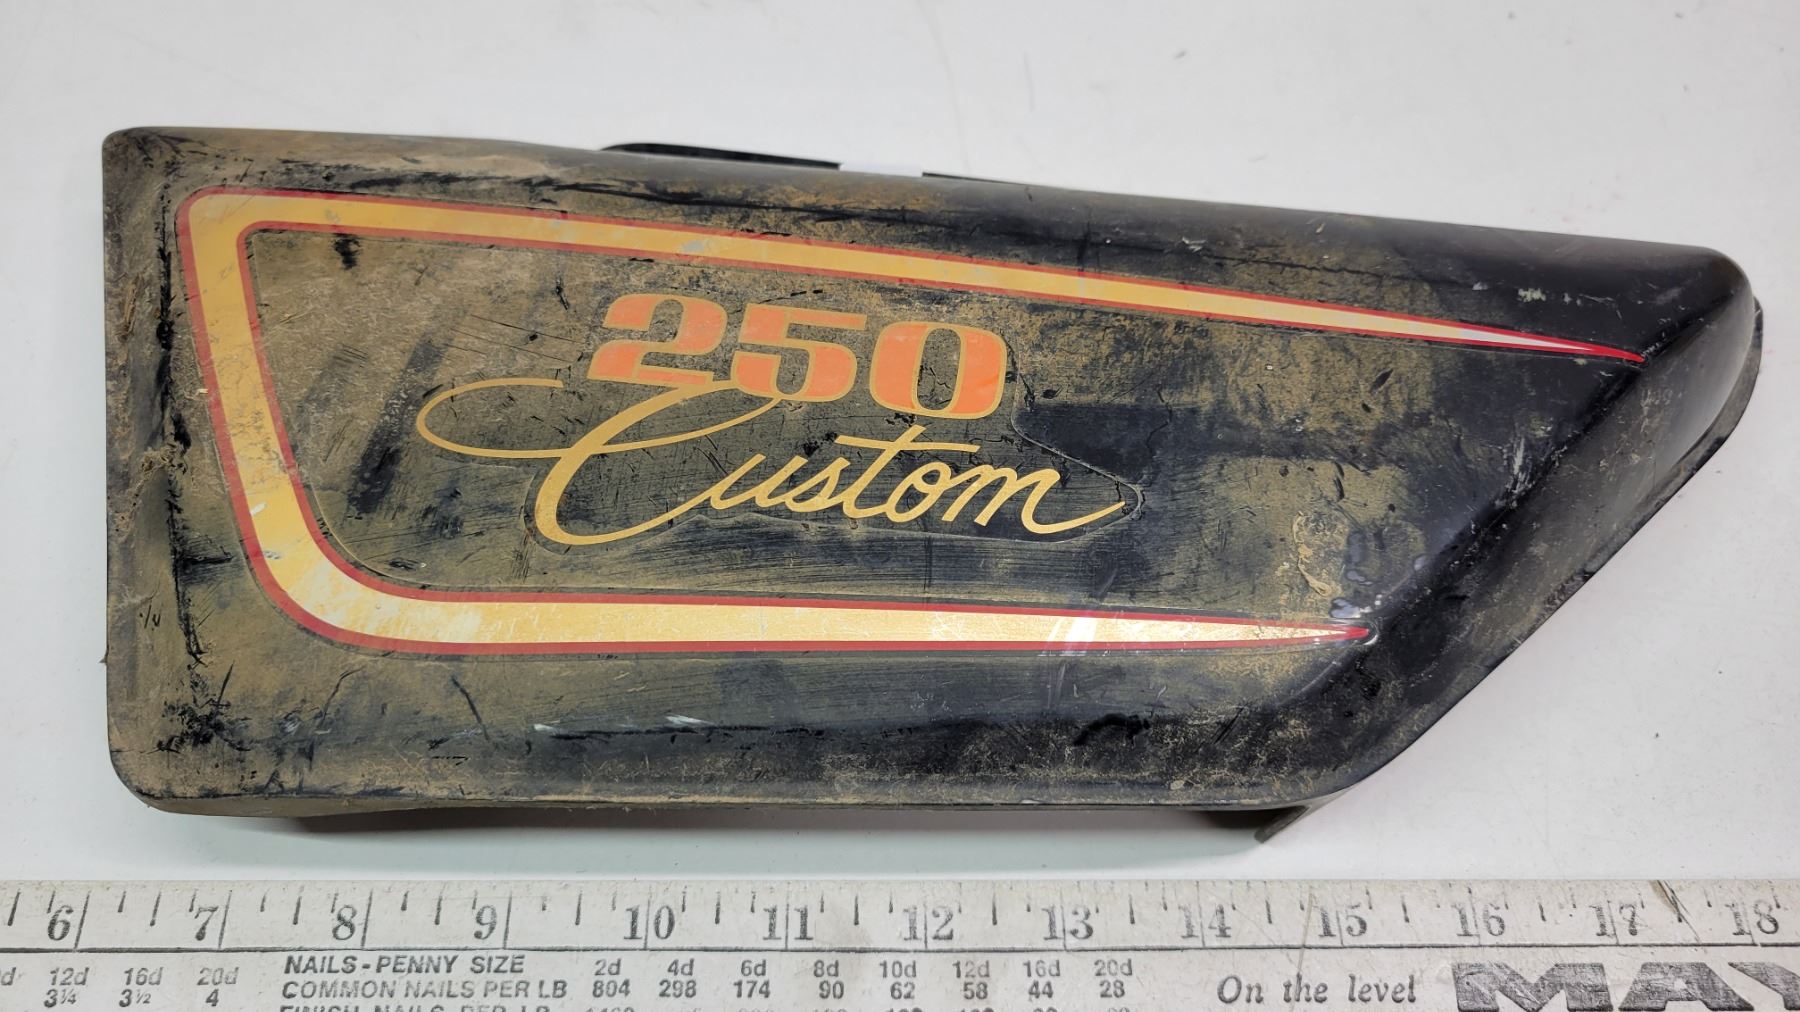 250
Custom
6 7 8 9 10 11 12 13 14 15 16 17 18
12d 16d 20d NAILS-PENNY SIZE 2d 4d 6d 8d 10d 12d 16d 20d
3¼ 3½ 4 COMMON NAILS PER LB 804 298 174 90 62 58 44 28 On the level MAY